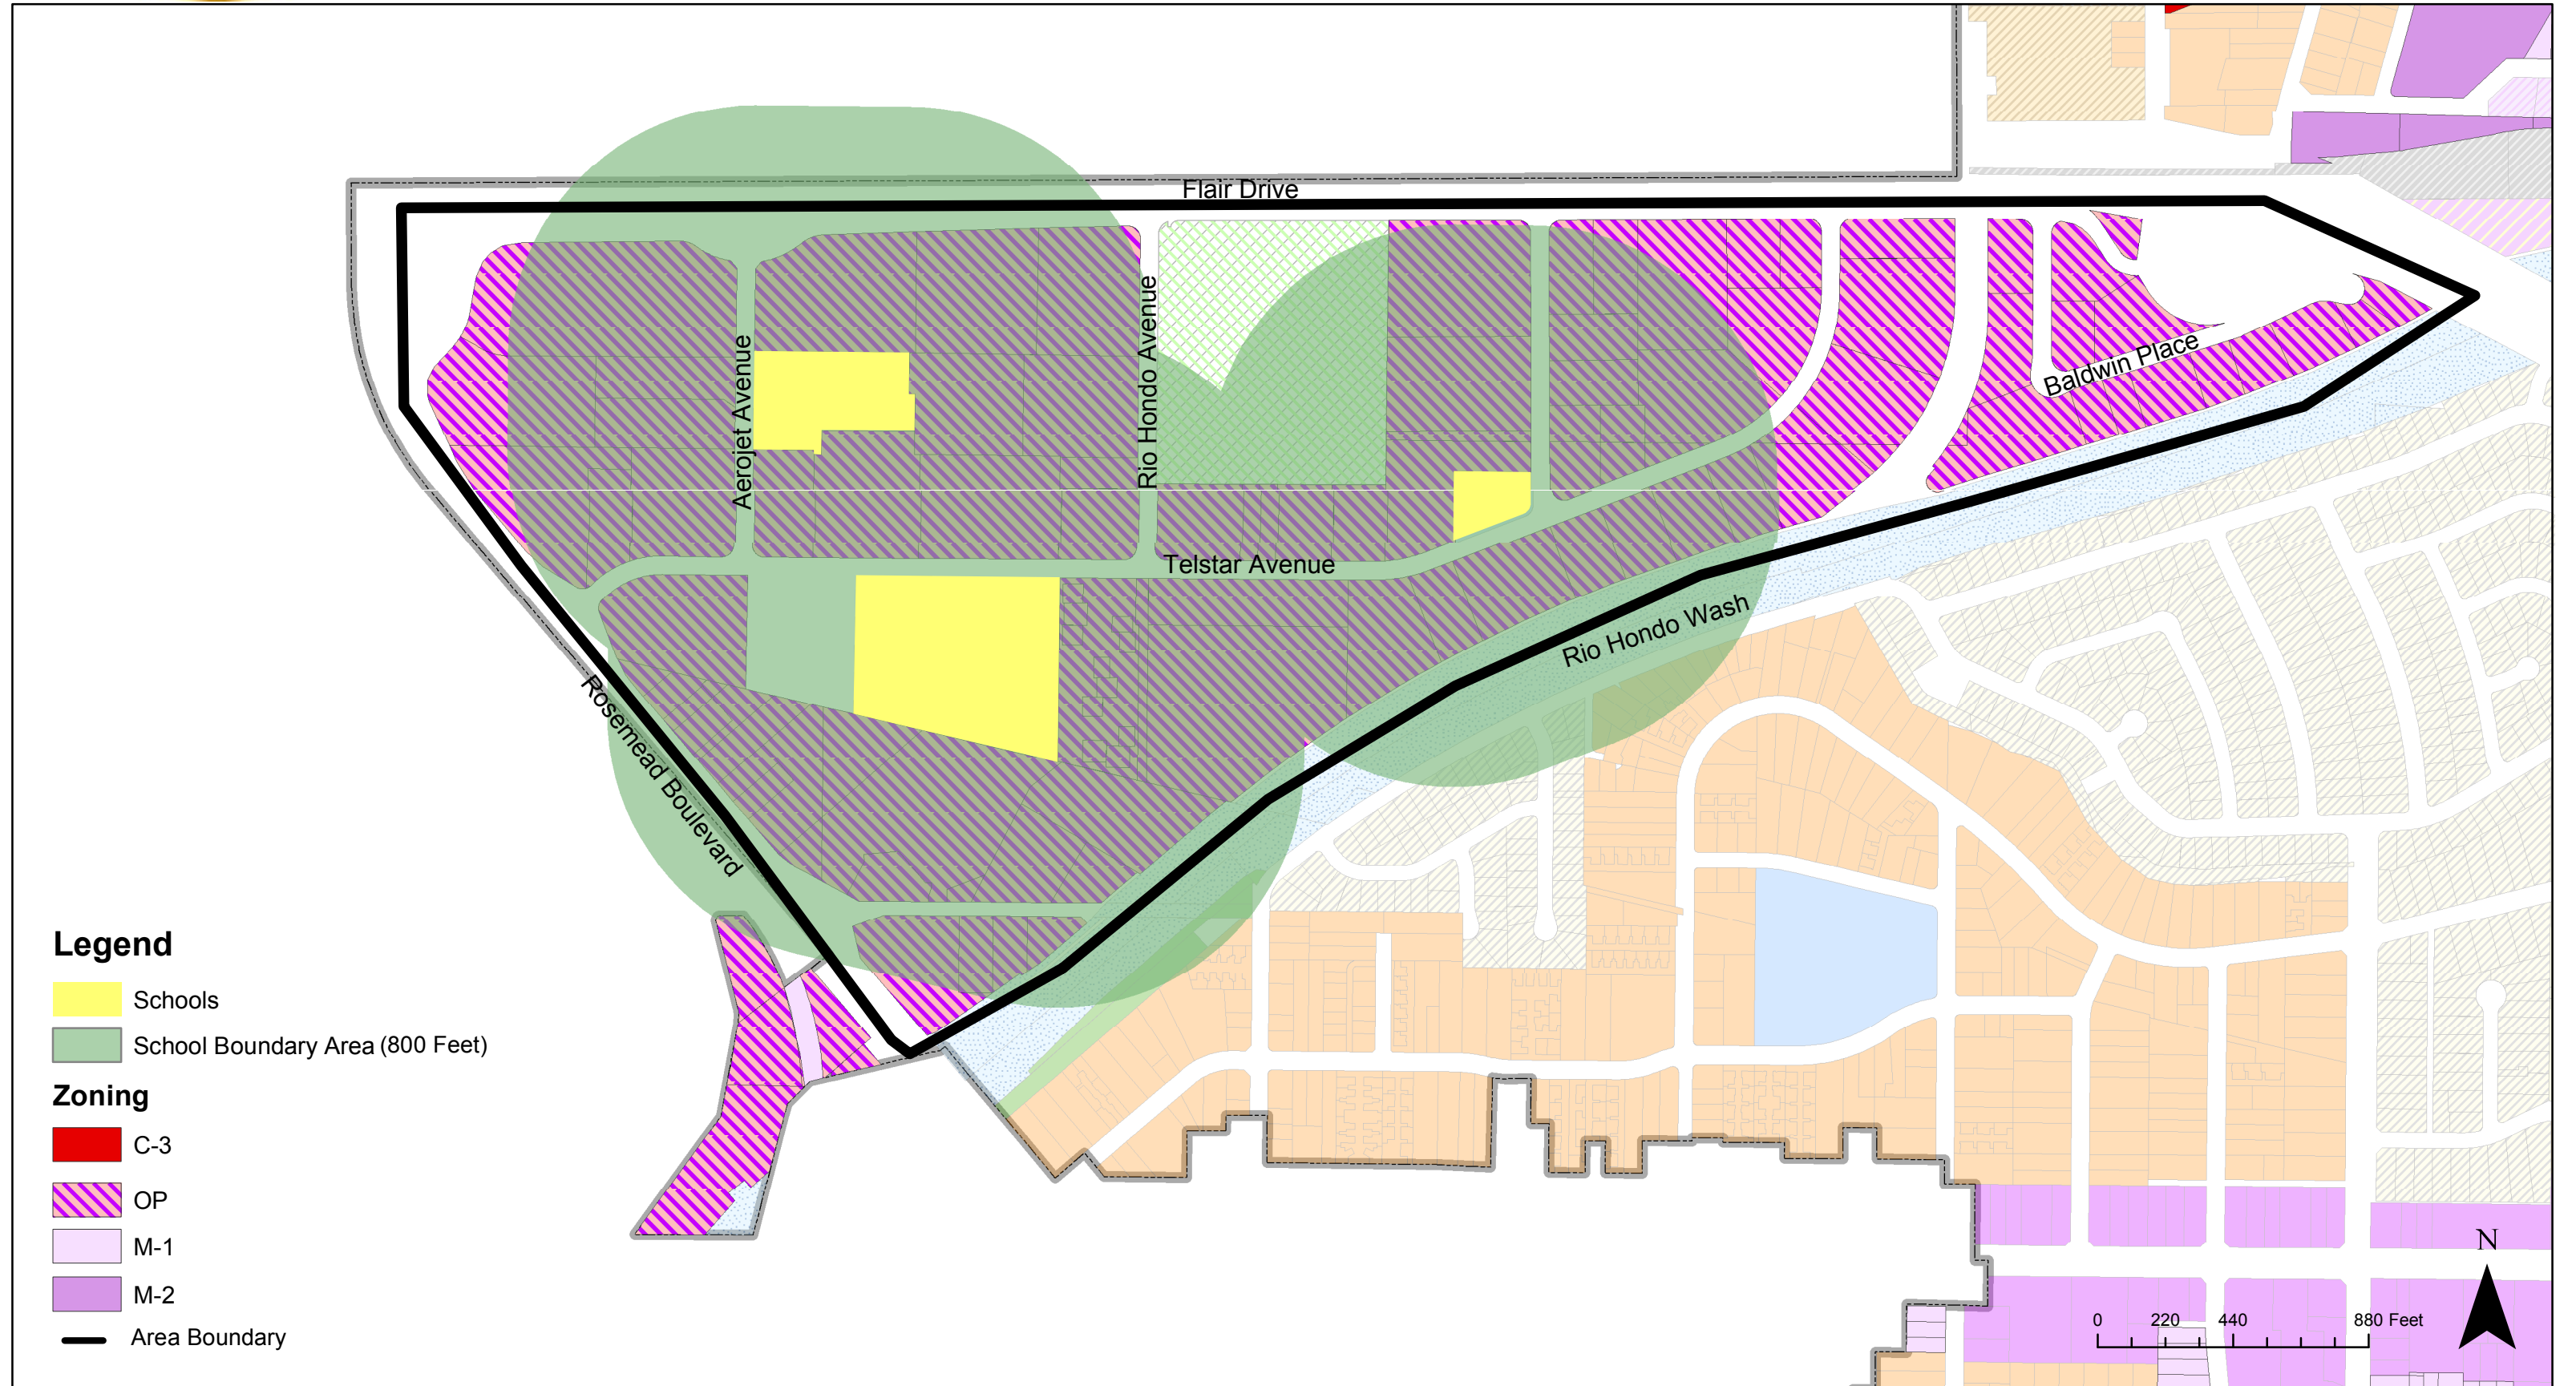 Flair Drive
Aerojet Avenue
Rio Hondo Avenue
Baldwin Place
Telstar Avenue
Rio Hondo Wash
Rosemead Boulevard
Legend
Schools
School Boundary Area (800 Feet)
Zoning
C-3
OP
M-1
M-2
Area Boundary
N
0 220 440 880 Feet